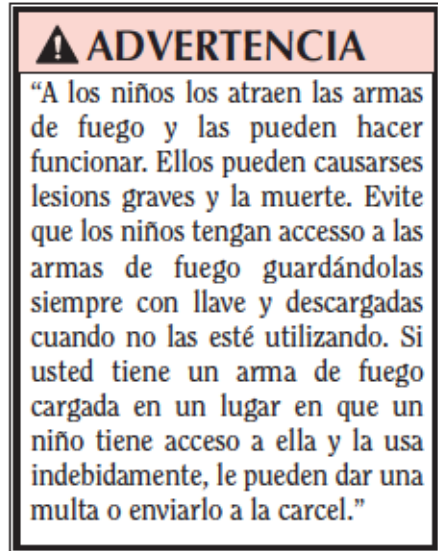 ADVERTENCIA
“A los niños los atraen las armas
de fuego y las pueden hacer
funcionar. Ellos pueden causarses
lesions graves y la muerte. Evite
que los niños tengan accesso a las
armas de fuego guardándolas
siempre con llave y descargadas
cuando no las esté utilizando. Si
usted tiene un arma de fuego
cargada en un lugar en que un
niño tiene acceso a ella y la usa
indebidamente, le pueden dar una
multa o enviarlo a la carcel.”